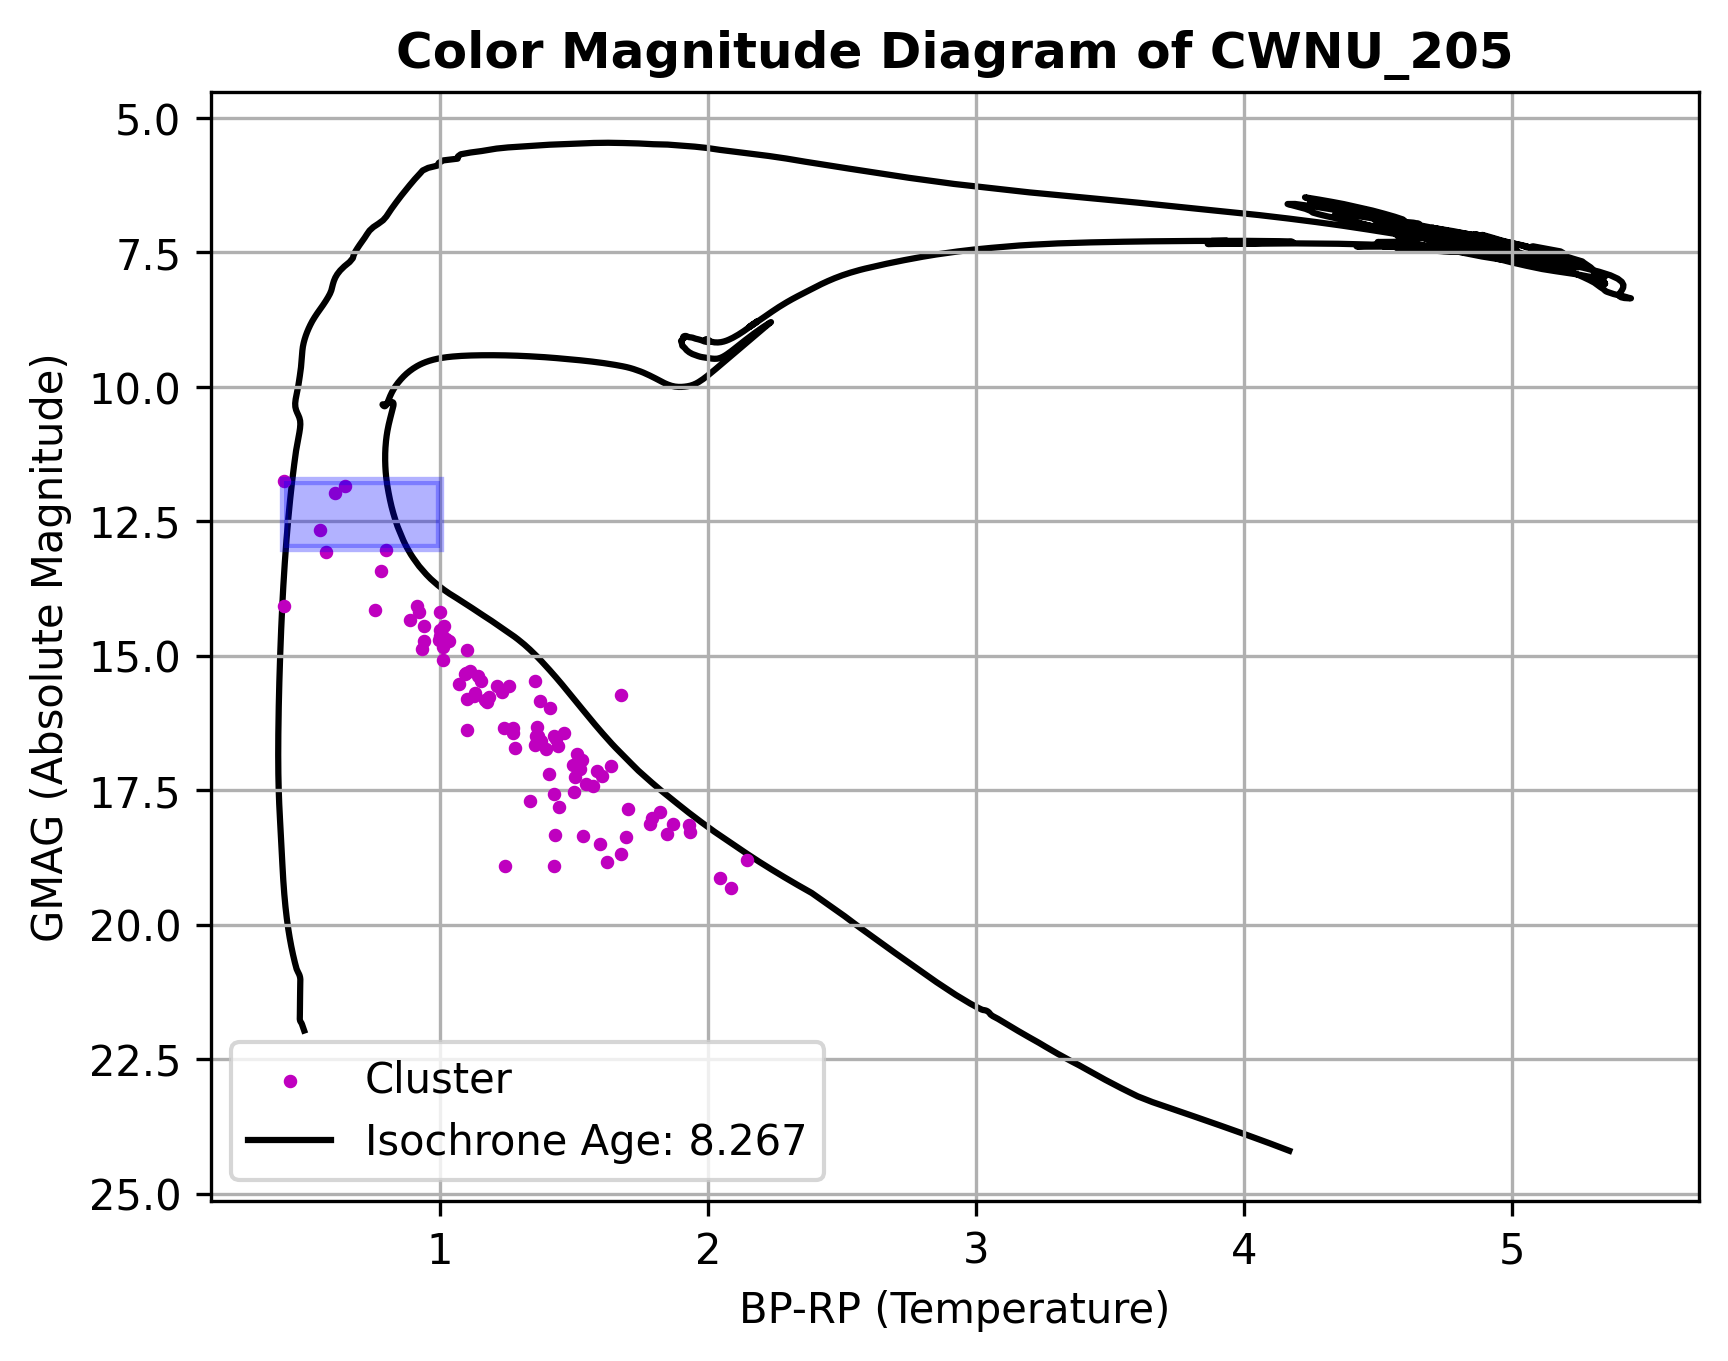 Color Magnitude Diagram of CWNU_205
GMAG (Absolute Magnitude)
5.0
7.5
10.0
12.5
15.0
17.5
20.0
22.5
25.0
Cluster
Isochrone Age: 8.267
1 2 3 4 5
BP-RP (Temperature)